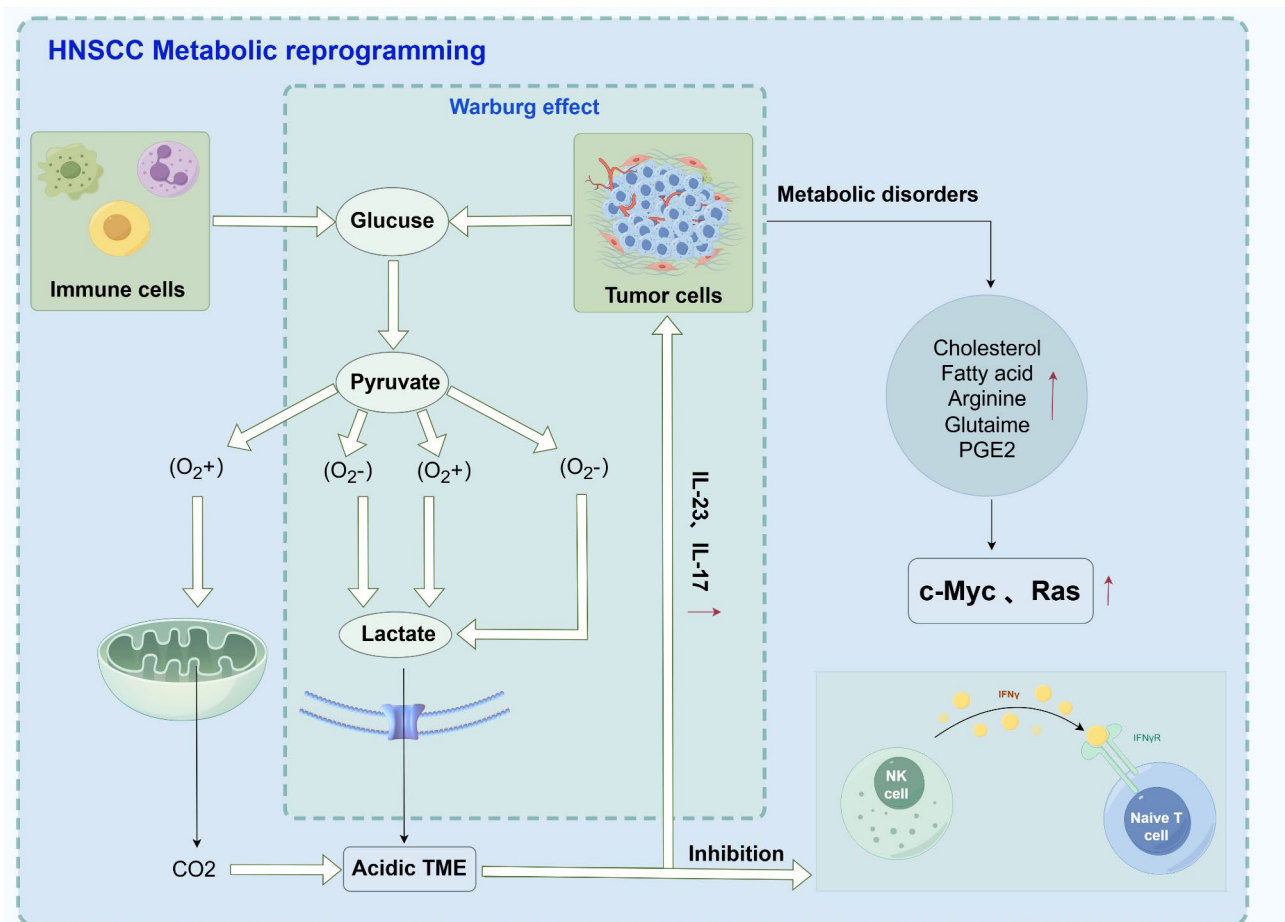 HNSCC Metabolic reprogramming
Warburg effect
Immune cells
Glucuse
Tumor cells
Metabolic disorders
Pyruvate
Cholesterol
Fatty acid
Arginine
Glutaime
PGE2
(O₂+)
(O₂-)
(O₂+)
(O₂-)
IL-23、IL-17
c-Myc 、Ras
Lactate
IFNγ
IFNγR
NK
cell
Naive T
cell
CO2
Acidic TME
Inhibition